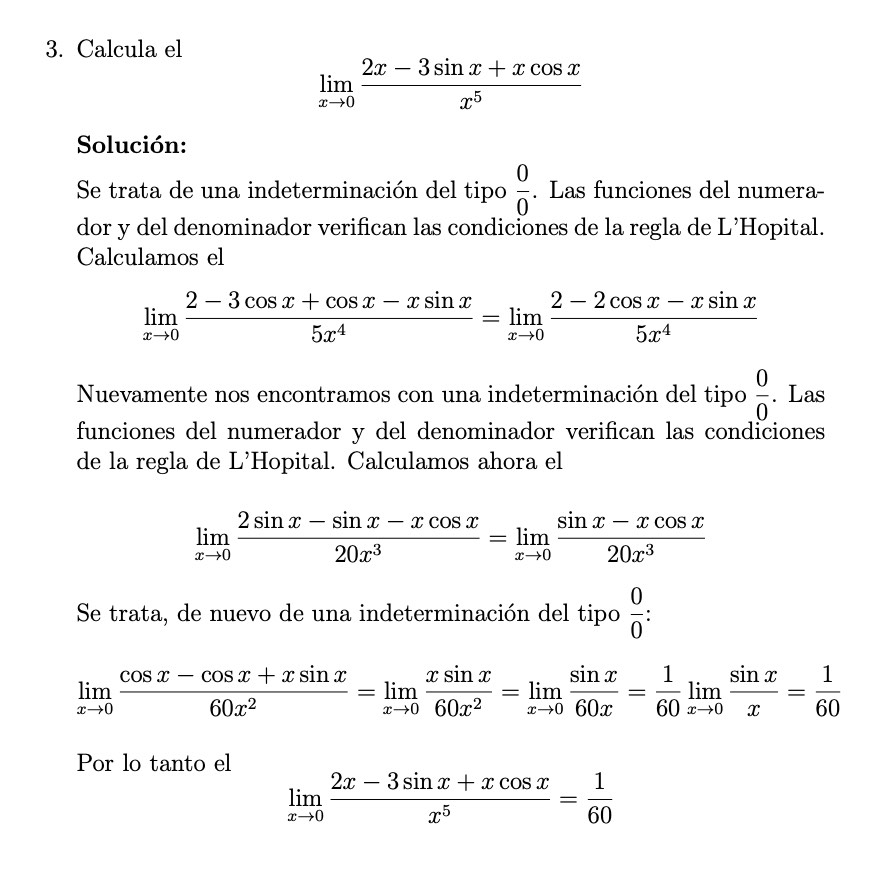 3. Calcula el
$$\lim_{x \to 0} \frac{2x - 3 \sin x + x \cos x}{x^5}$$
Solución:
Se trata de una indeterminación del tipo $\dfrac{0}{0}$. Las funciones del numera-
dor y del denominador verifican las condiciones de la regla de L'Hopital.
Calculamos el
$$\lim_{x \to 0} \frac{2 - 3 \cos x + \cos x - x \sin x}{5x^4} = \lim_{x \to 0} \frac{2 - 2 \cos x - x \sin x}{5x^4}$$
Nuevamente nos encontramos con una indeterminación del tipo $\dfrac{0}{0}$. Las
funciones del numerador y del denominador verifican las condiciones
de la regla de L'Hopital. Calculamos ahora el
$$\lim_{x \to 0} \frac{2 \sin x - \sin x - x \cos x}{20x^3} = \lim_{x \to 0} \frac{\sin x - x \cos x}{20x^3}$$
Se trata, de nuevo de una indeterminación del tipo $\dfrac{0}{0}$:
$$\lim_{x \to 0} \frac{\cos x - \cos x + x \sin x}{60x^2} = \lim_{x \to 0} \frac{x \sin x}{60x^2} = \lim_{x \to 0} \frac{\sin x}{60x} = \frac{1}{60} \lim_{x \to 0} \frac{\sin x}{x} = \frac{1}{60}$$
Por lo tanto el
$$\lim_{x \to 0} \frac{2x - 3 \sin x + x \cos x}{x^5} = \frac{1}{60}$$